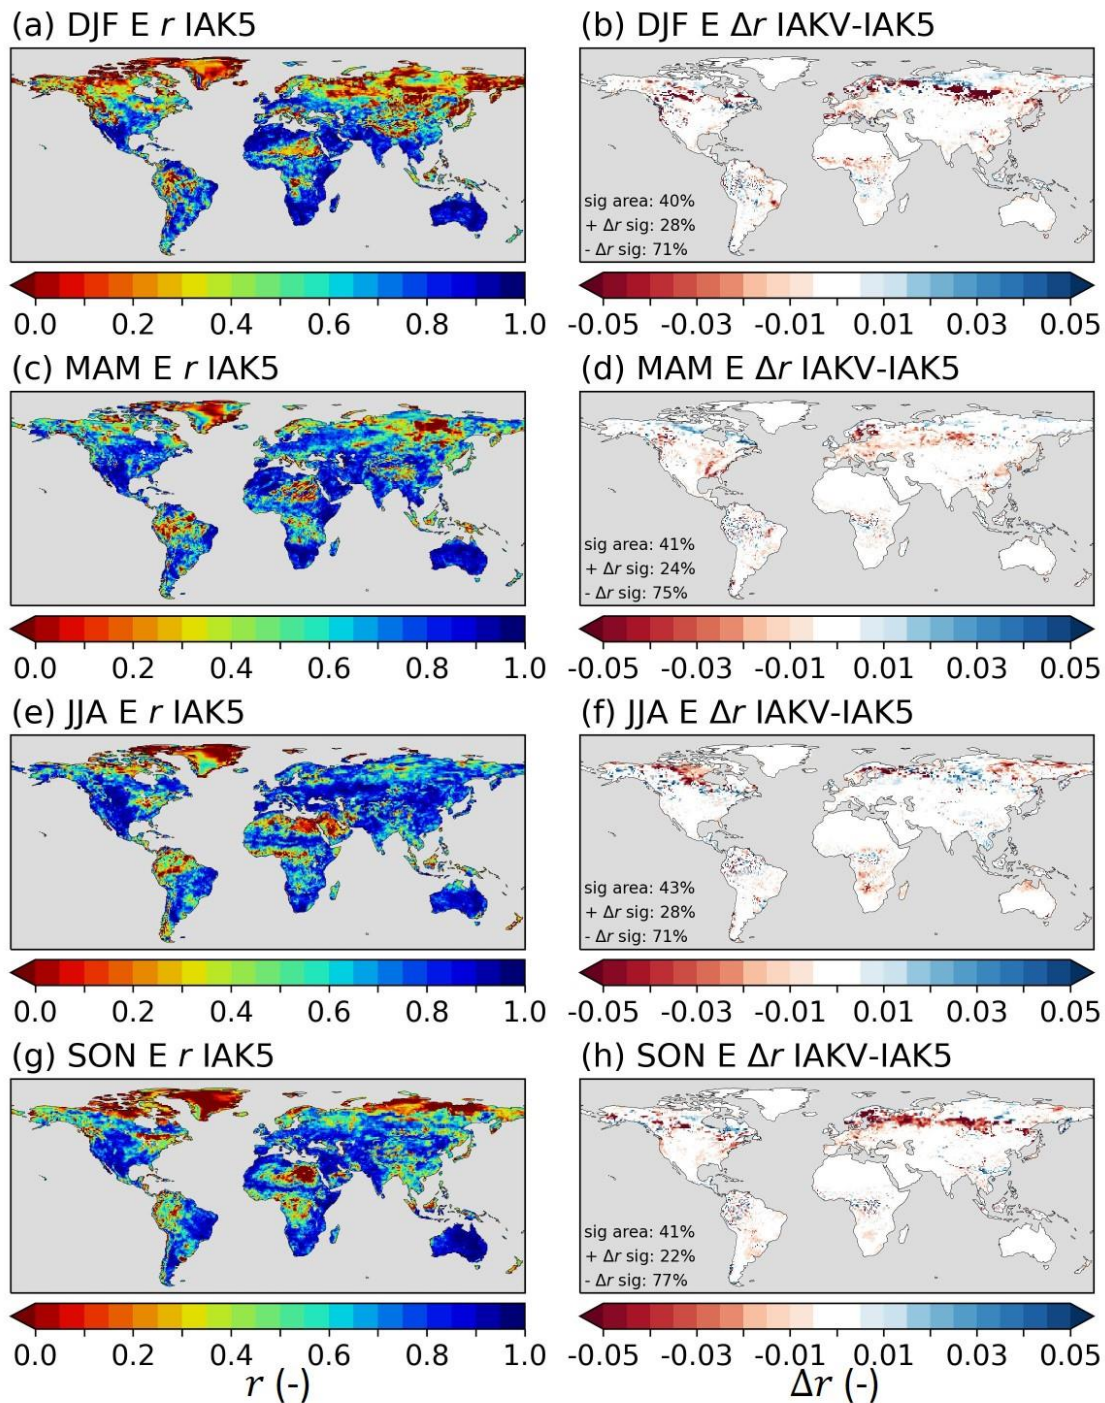 (a) DJF E r IAK5
(b) DJF E Δr IAKV-IAK5
sig area: 40%
+ Δr sig: 28%
- Δr sig: 71%
0.0 0.2 0.4 0.6 0.8 1.0
-0.05 -0.03 -0.01 0.01 0.03 0.05
(c) MAM E r IAK5
(d) MAM E Δr IAKV-IAK5
sig area: 41%
+ Δr sig: 24%
- Δr sig: 75%
0.0 0.2 0.4 0.6 0.8 1.0
-0.05 -0.03 -0.01 0.01 0.03 0.05
(e) JJA E r IAK5
(f) JJA E Δr IAKV-IAK5
sig area: 43%
+ Δr sig: 28%
- Δr sig: 71%
0.0 0.2 0.4 0.6 0.8 1.0
-0.05 -0.03 -0.01 0.01 0.03 0.05
(g) SON E r IAK5
(h) SON E Δr IAKV-IAK5
sig area: 41%
+ Δr sig: 22%
- Δr sig: 77%
0.0 0.2 0.4 0.6 0.8 1.0
-0.05 -0.03 -0.01 0.01 0.03 0.05
r (-)
Δr (-)